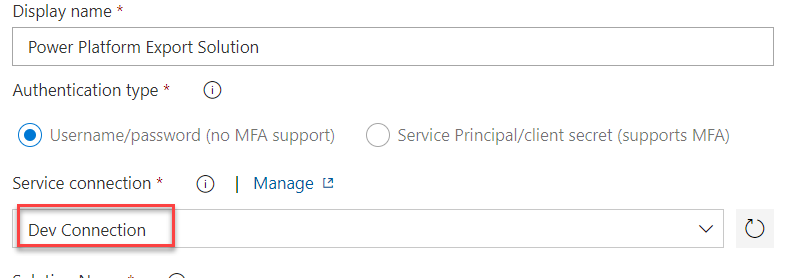 Display name *
Power Platform Export Solution
Authentication type *
Username/password (no MFA support) Service Principal/client secret (supports MFA)
Service connection * | Manage
Dev Connection
Solution Name *